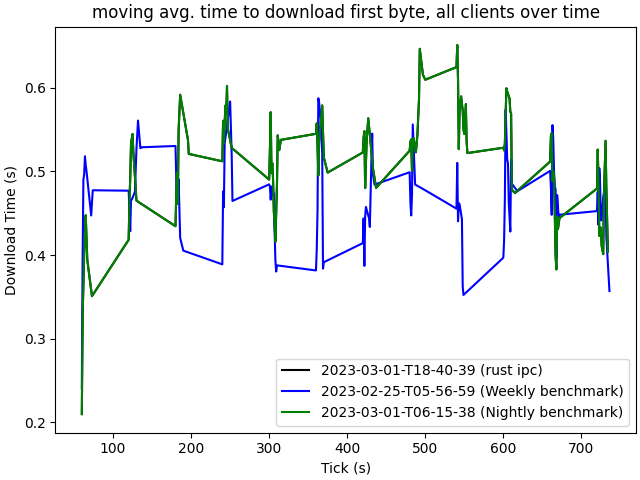 moving avg. time to download first byte, all clients over time
Download Time (s)
0.6
0.5
0.4
0.3
0.2
2023-03-01-T18-40-39 (rust ipc)
2023-02-25-T05-56-59 (Weekly benchmark)
2023-03-01-T06-15-38 (Nightly benchmark)
100 200 300 400 500 600 700
Tick (s)